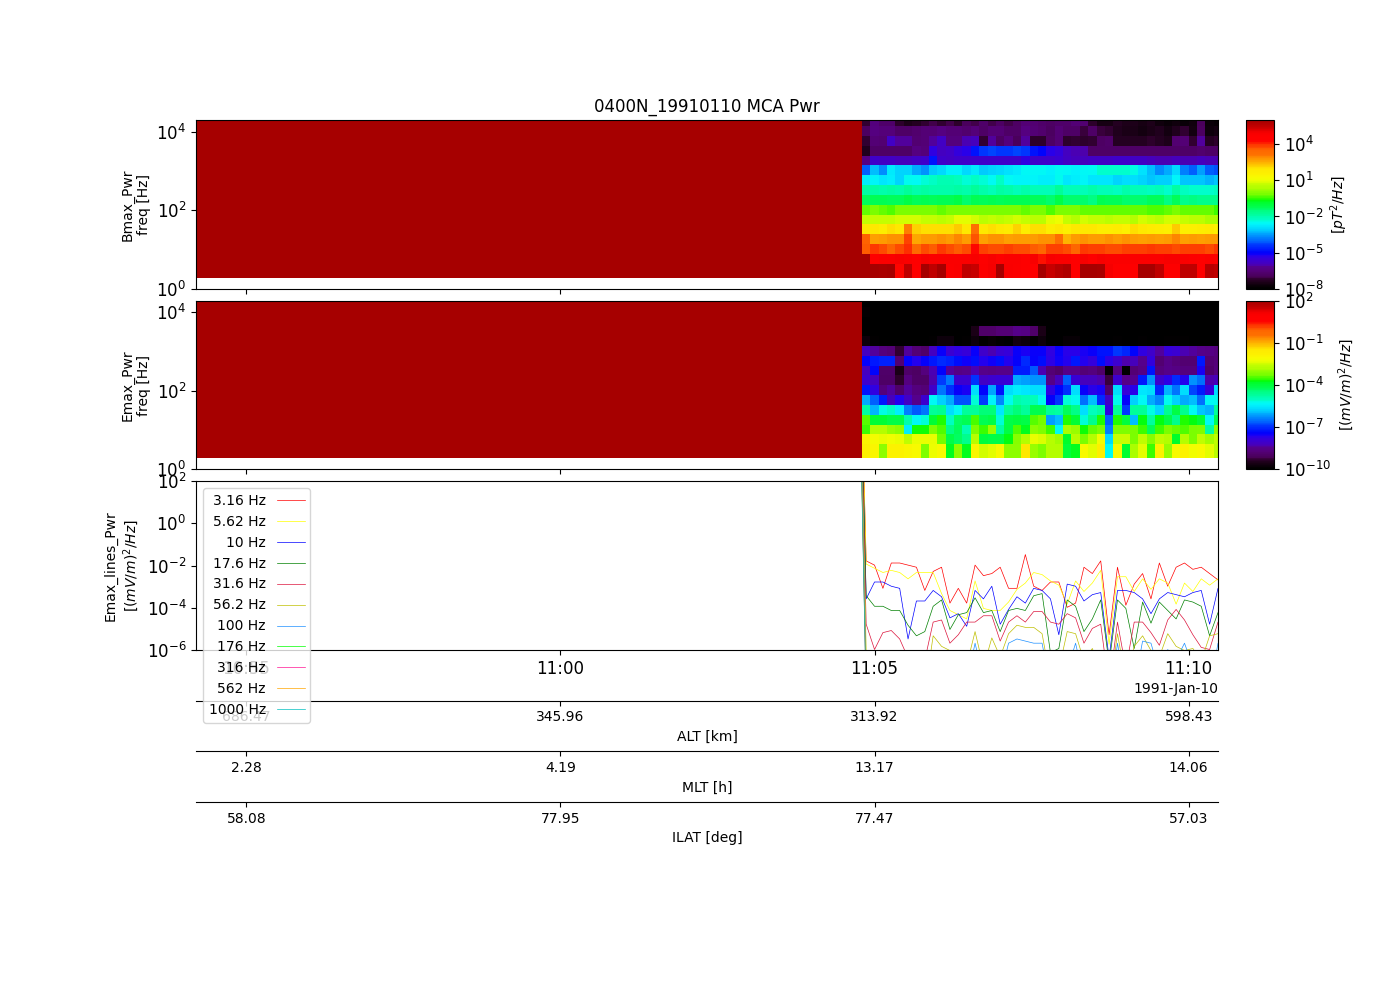 0400N_19910110 MCA Pwr
Bmax_Pwr
freq [Hz]
10^4
10^2
10^0
10^4
10^1
10^-2
10^-5
10^-8
[pT^2/Hz]
Emax_Pwr
freq [Hz]
10^4
10^2
10^0
10^2
10^-1
10^-4
10^-7
10^-10
[(mV/m)^2/Hz]
Emax_lines_Pwr
[(mV/m)^2/Hz]
10^2
10^0
10^-2
10^-4
10^-6
3.16 Hz
5.62 Hz
10 Hz
17.6 Hz
31.6 Hz
56.2 Hz
100 Hz
176 Hz
316 Hz
562 Hz
1000 Hz
11:00 11:05 11:10
1991-Jan-10
686.47 345.96 313.92 598.43
ALT [km]
2.28 4.19 13.17 14.06
MLT [h]
58.08 77.95 77.47 57.03
ILAT [deg]